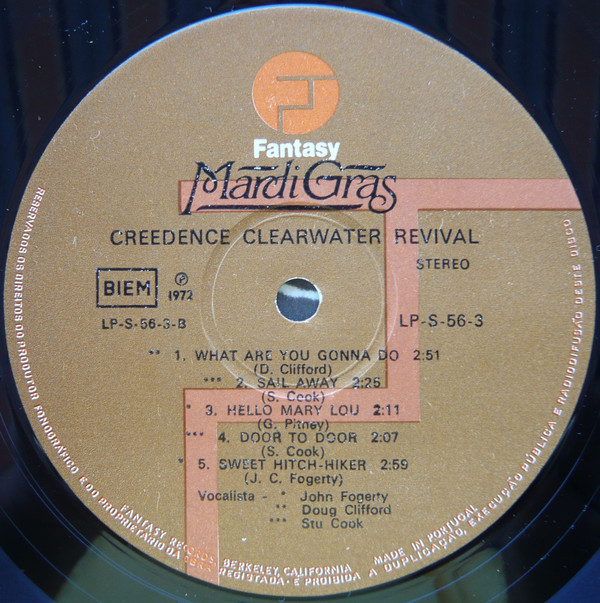 Fantasy
Mardi Gras
CREEDENCE CLEARWATER REVIVAL
STEREO
BIEM
℗
1972
LP-S-56-3-B
LP-S-56-3
** 1. WHAT ARE YOU GONNA DO 2:51
(D. Clifford)
*** 2. SAIL AWAY 2:25
(S. Cook)
* 3. HELLO MARY LOU 2:11
(G. Pitney)
*** 4. DOOR TO DOOR 2:07
(S. Cook)
* 5. SWEET HITCH-HIKER 2:59
(J. C. Fogerty)
Vocalista - * John Fogerty
** Doug Clifford
*** Stu Cook
FANTASY RECORDS, BERKELEY, CALIFORNIA
MADE IN PORTUGAL
RESERVADOS OS DIREITOS DO PRODUTOR FONOGRÁFICO E DO PROPRIETÁRIO DA OBRA REGISTADA - É PROIBIDA A DUPLICAÇÃO, EXECUÇÃO PÚBLICA E RADIODIFUSÃO DESTE DISCO